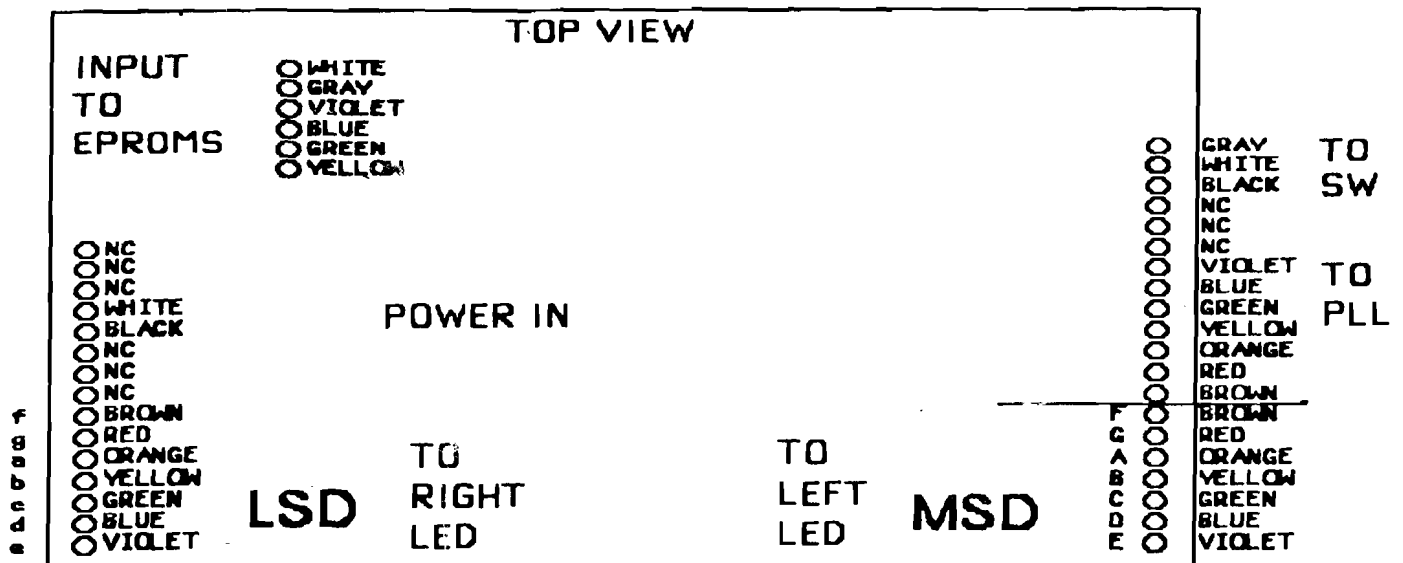 TOP VIEW
INPUT
TO
EPROMS
WHITE
GRAY
VIOLET
BLUE
GREEN
YELLOW
NC
NC
NC
WHITE
BLACK
NC
NC
NC
f BROWN
g RED
a ORANGE
b YELLOW
c GREEN
d BLUE
e VIOLET
POWER IN
LSD
TO
RIGHT
LED
TO
LEFT
LED
MSD
GRAY
WHITE
BLACK
NC
NC
NC
VIOLET
BLUE
GREEN
YELLOW
ORANGE
RED
BROWN
F BROWN
G RED
A ORANGE
B YELLOW
C GREEN
D BLUE
E VIOLET
TO
SW
TO
PLL